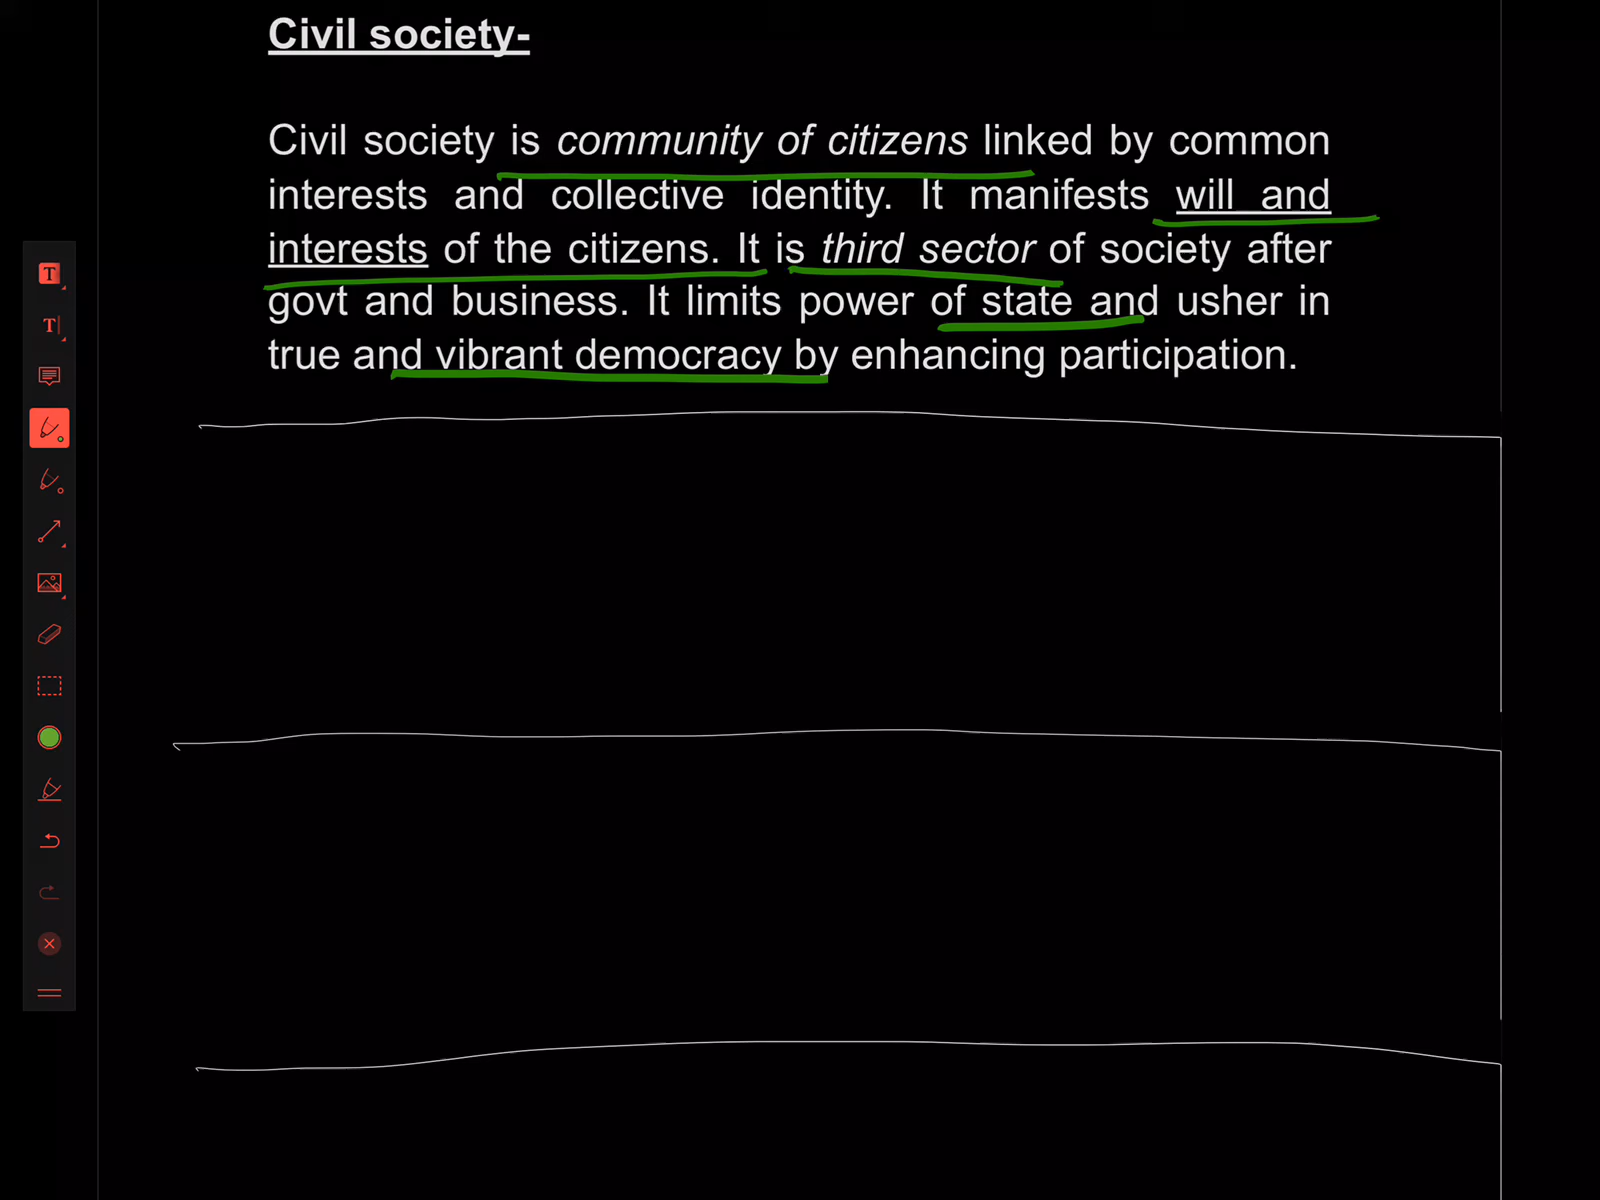 Civil society-
Civil society is community of citizens linked by common
interests and collective identity. It manifests will and
interests of the citizens. It is third sector of society after
govt and business. It limits power of state and usher in
true and vibrant democracy by enhancing participation.
T
T